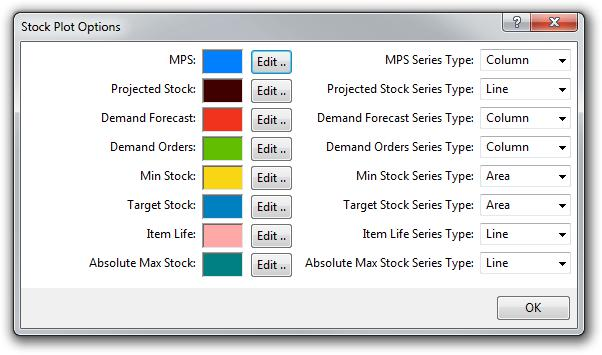 Stock Plot Options
MPS: Edit .. MPS Series Type: Column
Projected Stock: Edit .. Projected Stock Series Type: Line
Demand Forecast: Edit .. Demand Forecast Series Type: Column
Demand Orders: Edit .. Demand Orders Series Type: Column
Min Stock: Edit .. Min Stock Series Type: Area
Target Stock: Edit .. Target Stock Series Type: Area
Item Life: Edit .. Item Life Series Type: Line
Absolute Max Stock: Edit .. Absolute Max Stock Series Type: Line
OK